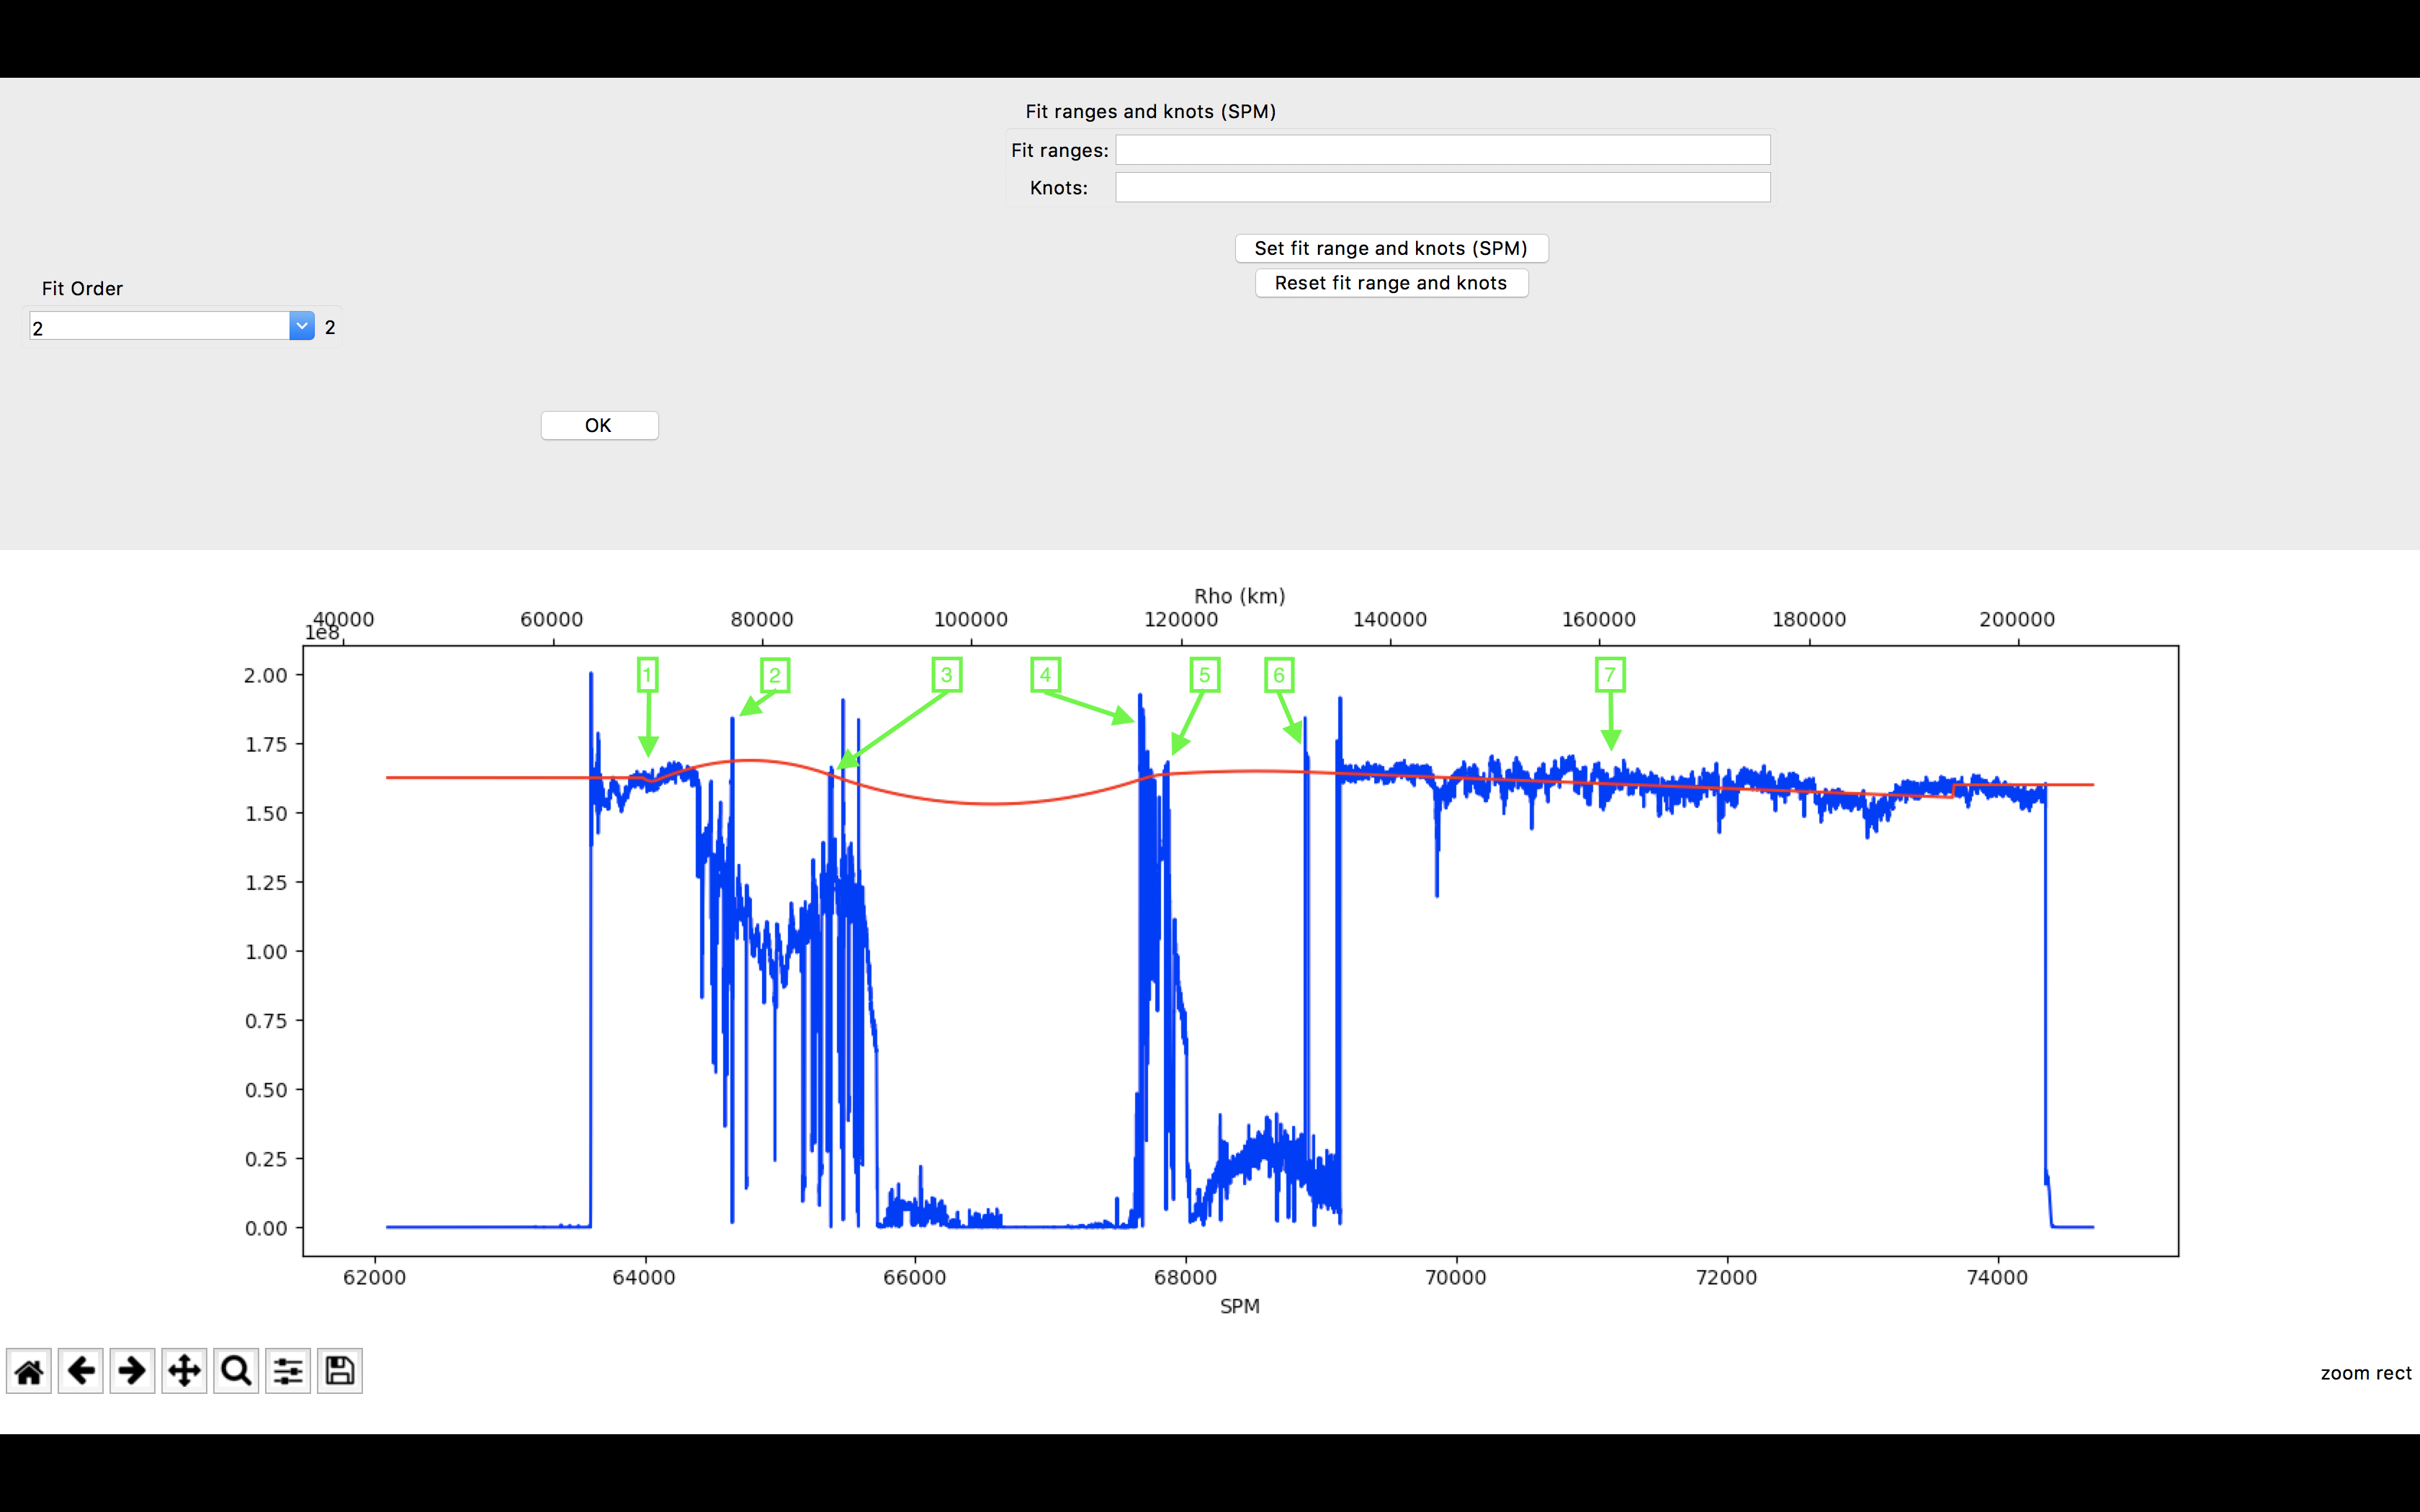 Fit ranges and knots (SPM)
Fit ranges:
Knots:
Set fit range and knots (SPM)
Reset fit range and knots
Fit Order
2 2
OK
Rho (km)
40000 60000 80000 100000 120000 140000 160000 180000 200000
1e8
1 2 3 4 5 6 7
2.00
1.75
1.50
1.25
1.00
0.75
0.50
0.25
0.00
62000 64000 66000 68000 70000 72000 74000
SPM
zoom rect